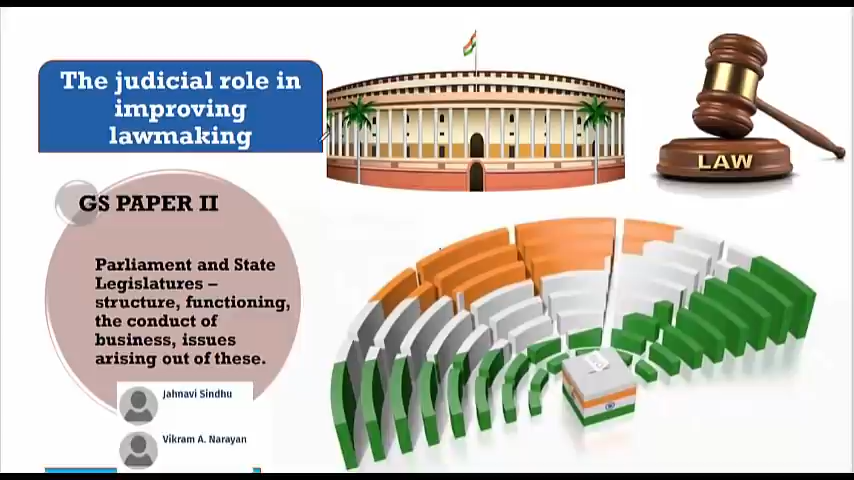 The judicial role in
improving
lawmaking
LAW
GS PAPER II
Parliament and State
Legislatures –
structure, functioning,
the conduct of
business, issues
arising out of these.
Jahnavi Sindhu
Vikram A. Narayan